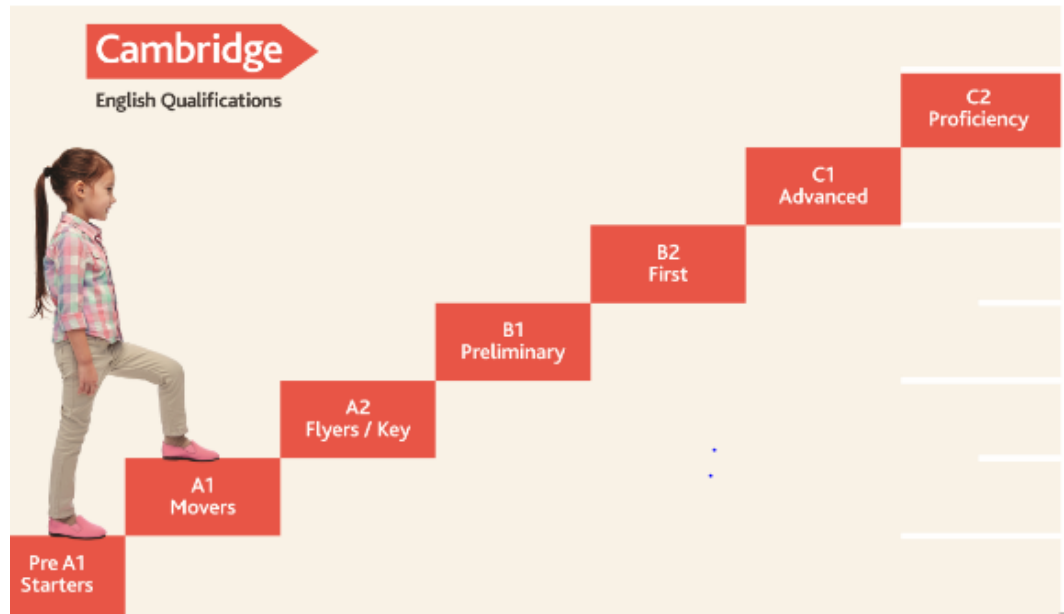 Cambridge
English Qualifications
C2
Proficiency
C1
Advanced
B2
First
B1
Preliminary
A2
Flyers / Key
A1
Movers
Pre A1
Starters